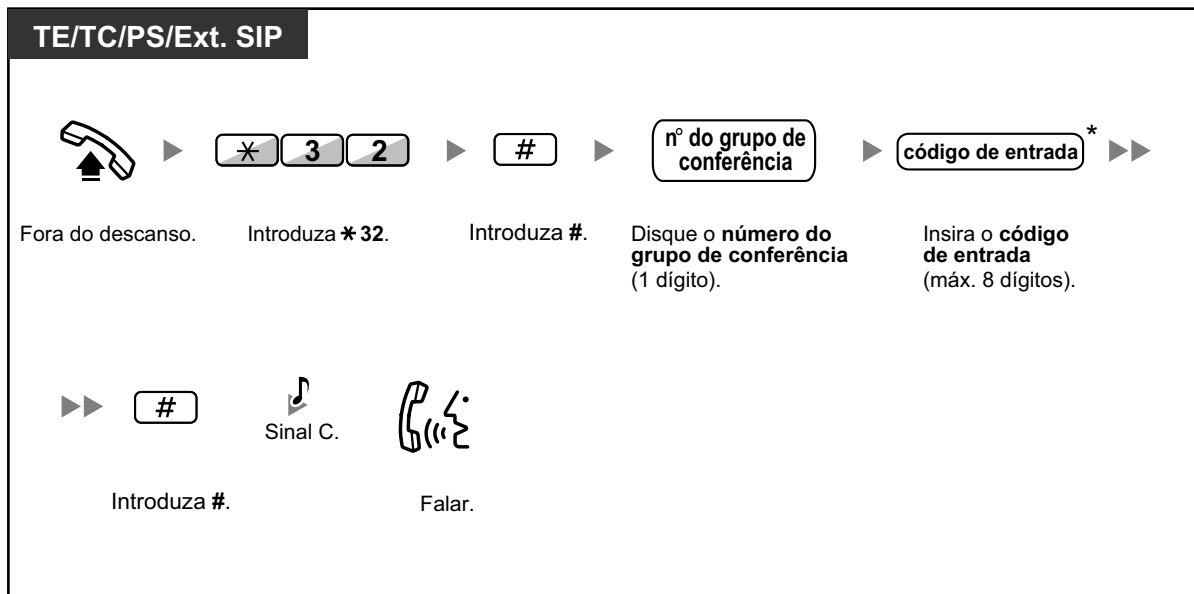 TE/TC/PS/Ext. SIP
* 3 2
#
n° do grupo de
conferência
código de entrada *
Fora do descanso.
Introduza *32.
Introduza #.
Disque o número do
grupo de conferência
(1 dígito).
Insira o código
de entrada
(máx. 8 dígitos).
#
Sinal C.
Introduza #.
Falar.